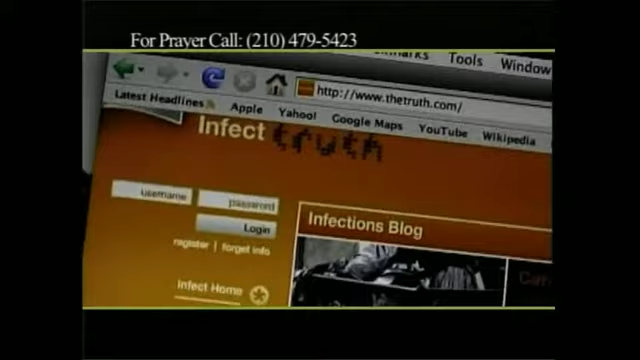 For Prayer Call: (210) 479-5423
Tools Window
http://www.thetruth.com/
Latest Headlines Apple Yahoo! Google Maps YouTube Wikipedia
Infect truth
username password
Login
register | forget info
Infections Blog
Infect Home